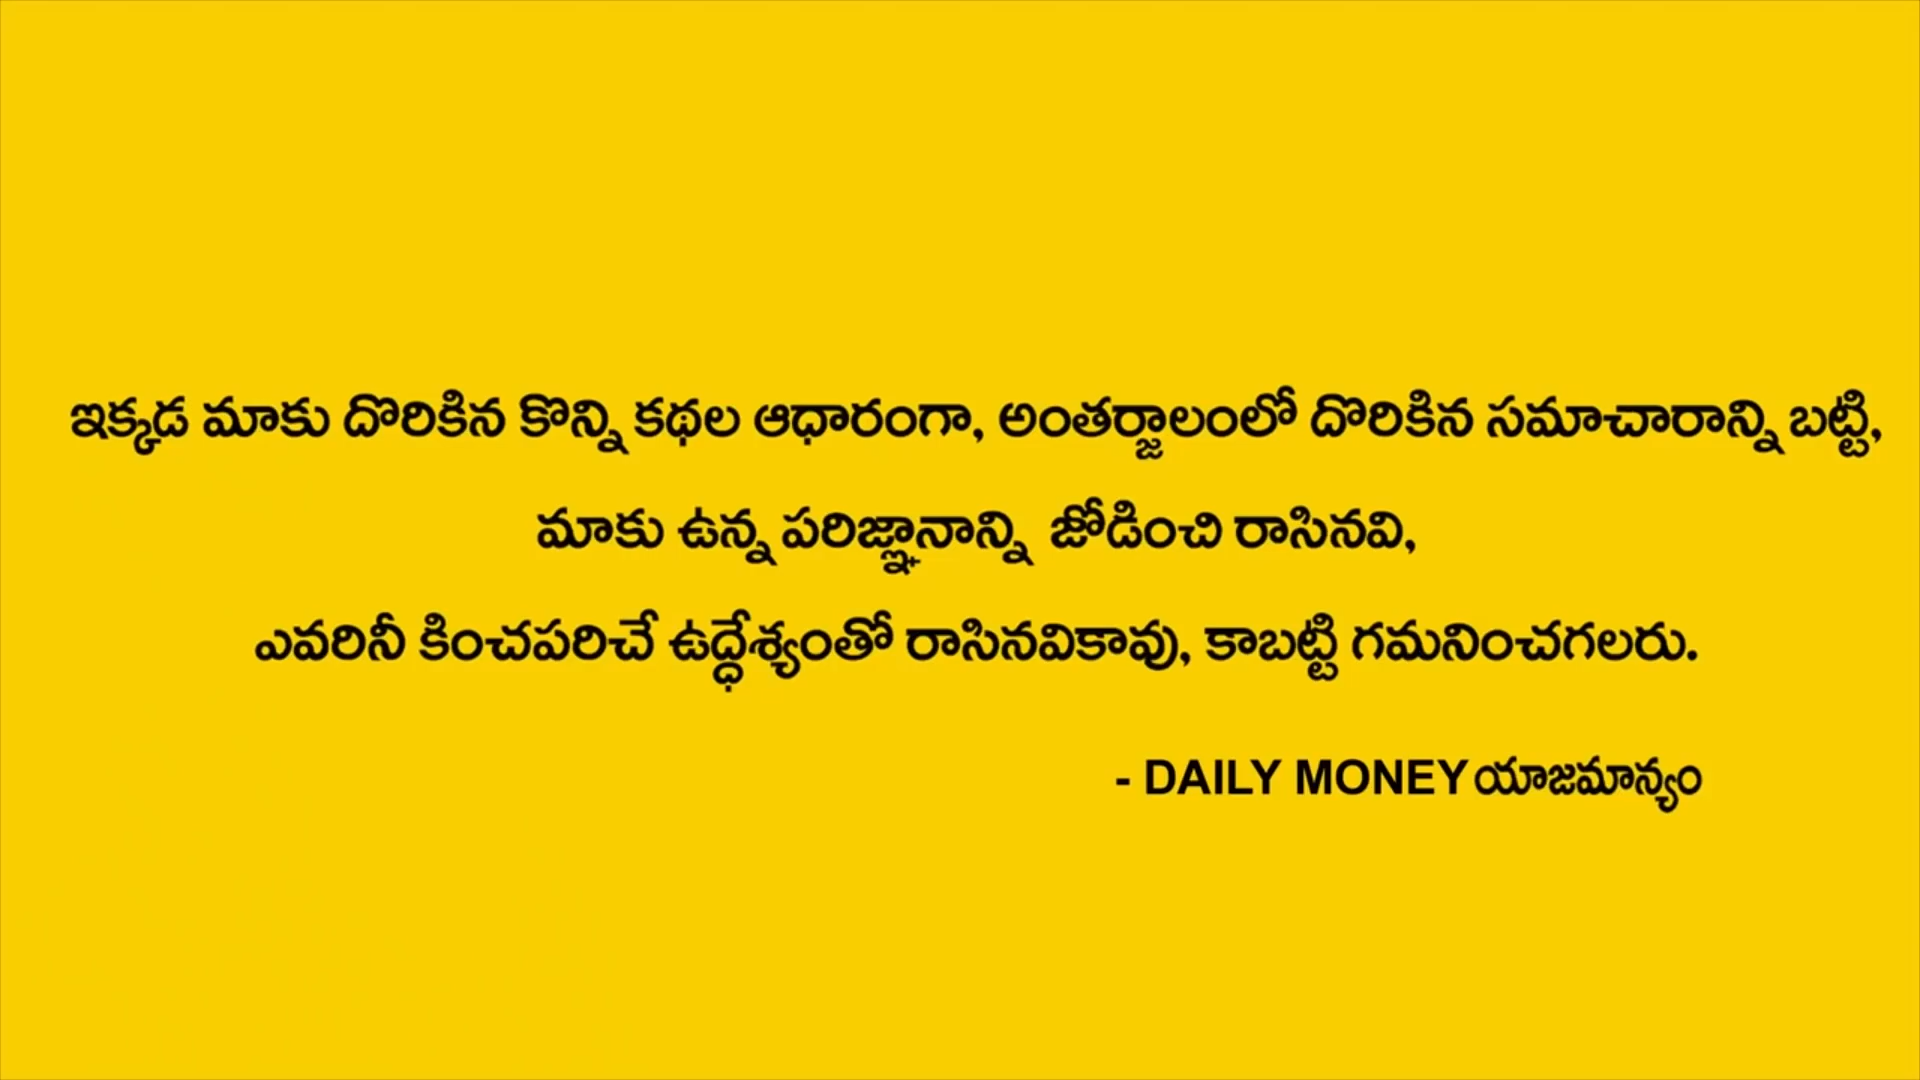 ఇక్కడ మాకు దొరికిన కొన్ని కథల ఆధారంగా, అంతర్జాలంలో దొరికిన సమాచారాన్ని బట్టి,
మాకు ఉన్న పరిజ్ఞానాన్ని జోడించి రాసినవి,
ఎవరినీ కించపరిచే ఉద్ధేశ్యంతో రాసినవికావు, కాబట్టి గమనించగలరు.
- DAILY MONEY యాజమాన్యం